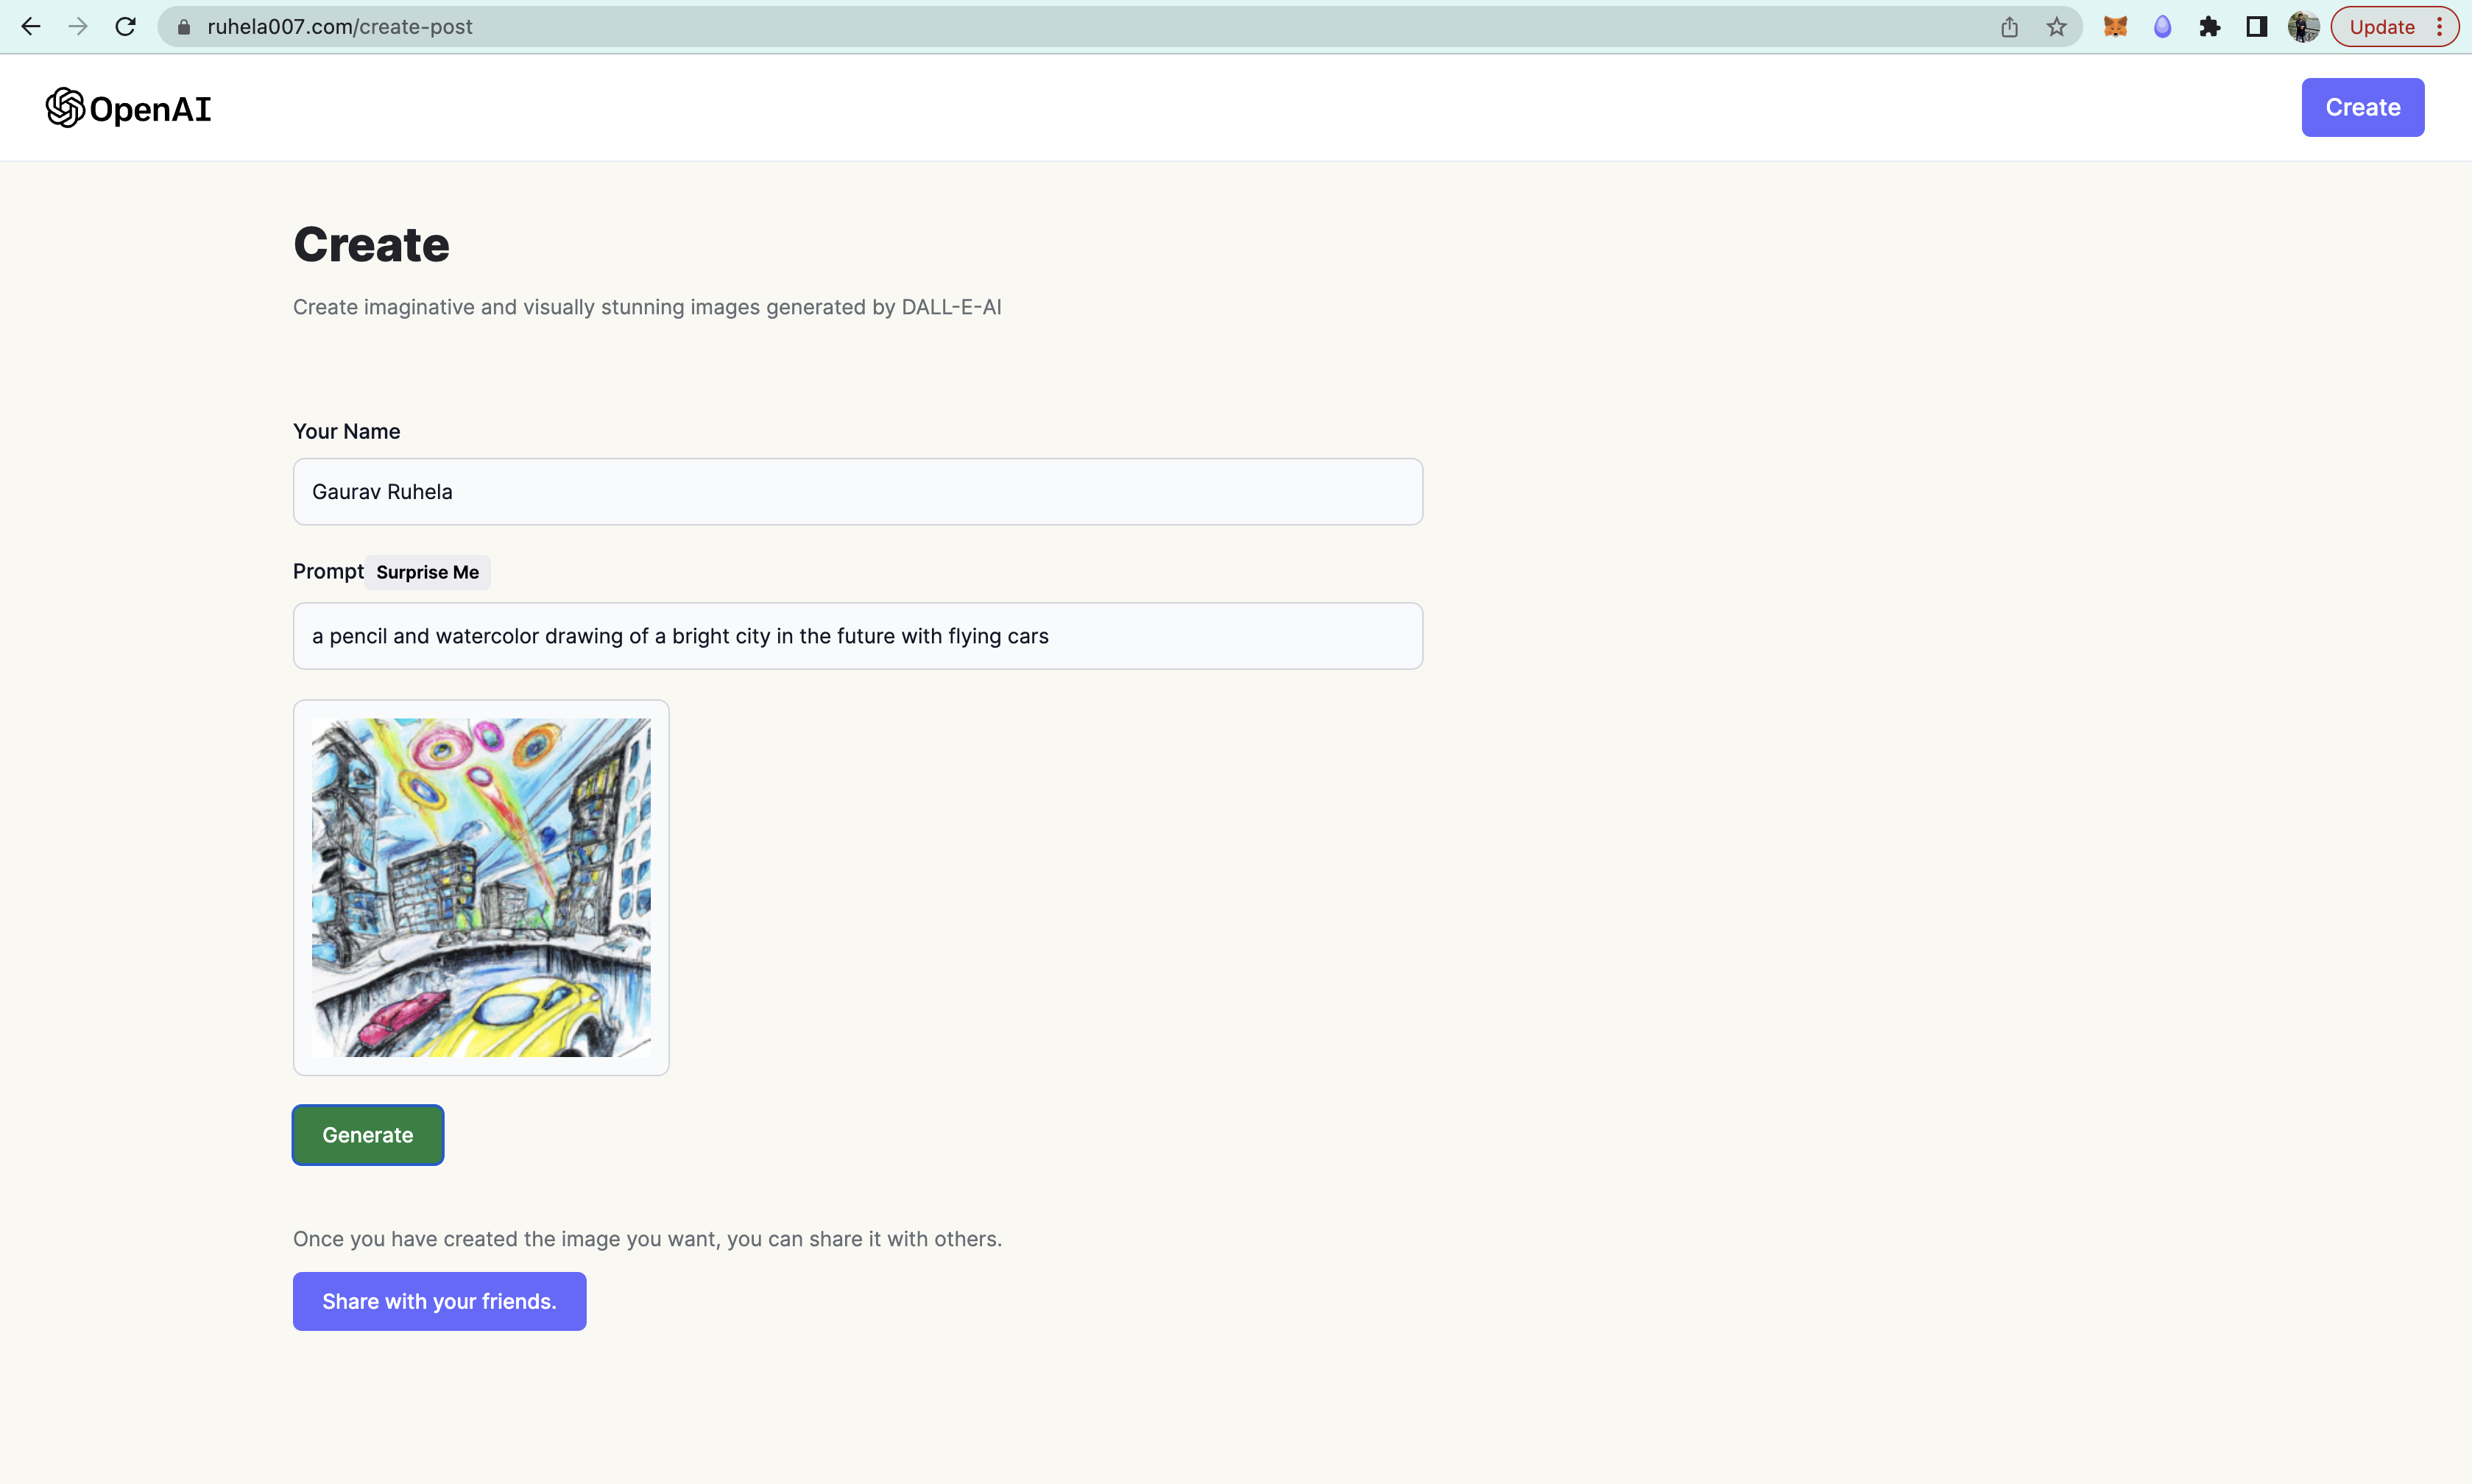 ruhela007.com/create-post
Update
OpenAI
Create
Create
Create imaginative and visually stunning images generated by DALL-E-AI
Your Name
Gaurav Ruhela
Prompt Surprise Me
a pencil and watercolor drawing of a bright city in the future with flying cars
Generate
Once you have created the image you want, you can share it with others.
Share with your friends.